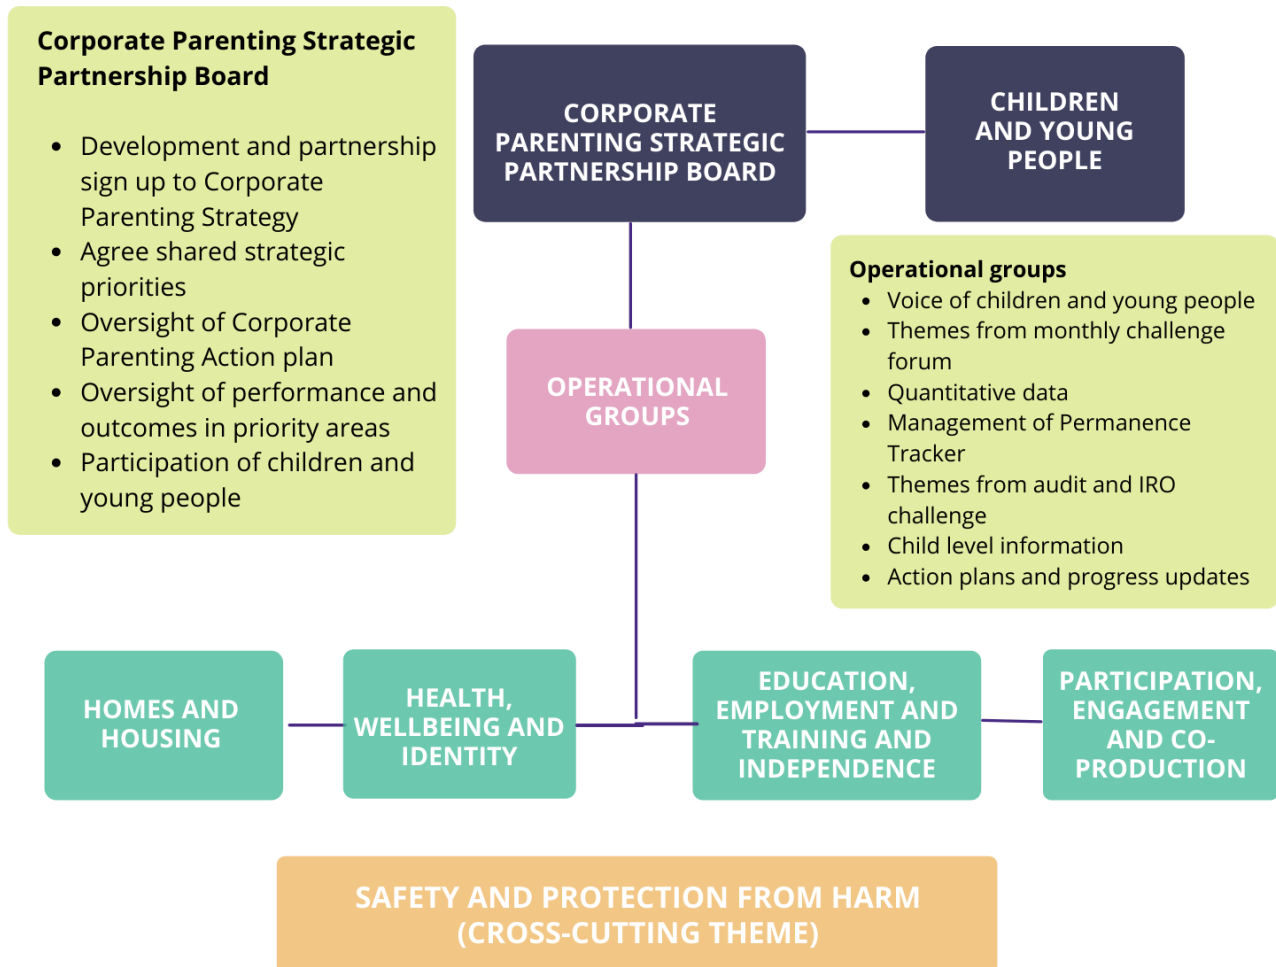 Corporate Parenting Strategic
Partnership Board
• Development and partnership
sign up to Corporate
Parenting Strategy
• Agree shared strategic
priorities
• Oversight of Corporate
Parenting Action plan
• Oversight of performance and
outcomes in priority areas
• Participation of children and
young people
CORPORATE
PARENTING STRATEGIC
PARTNERSHIP BOARD
CHILDREN
AND YOUNG
PEOPLE
OPERATIONAL
GROUPS
Operational groups
• Voice of children and young people
• Themes from monthly challenge
forum
• Quantitative data
• Management of Permanence
Tracker
• Themes from audit and IRO
challenge
• Child level information
• Action plans and progress updates
HOMES AND
HOUSING
HEALTH,
WELLBEING AND
IDENTITY
EDUCATION,
EMPLOYMENT AND
TRAINING AND
INDEPENDENCE
PARTICIPATION,
ENGAGEMENT
AND CO-
PRODUCTION
SAFETY AND PROTECTION FROM HARM
(CROSS-CUTTING THEME)